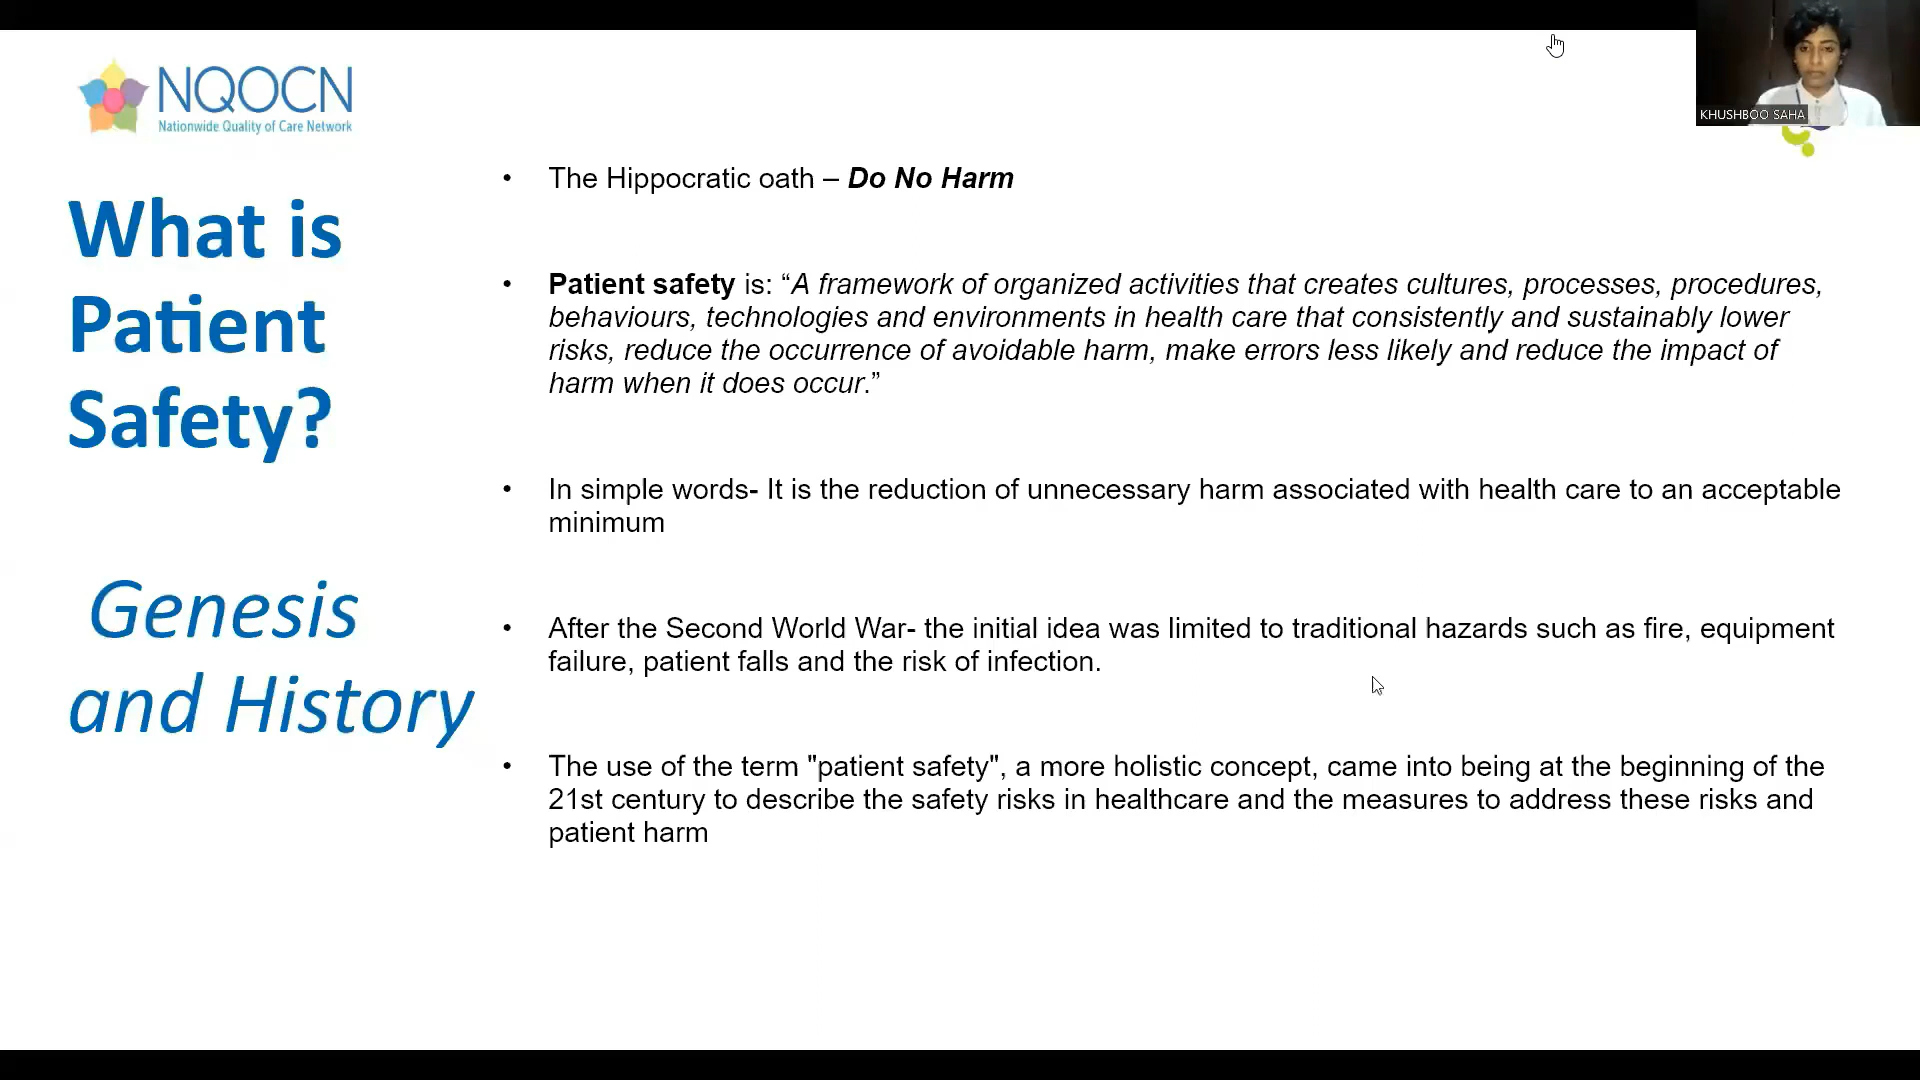 NQOCN
Nationwide Quality of Care Network
KHUSHBOO SAHA
What is
Patient
Safety?
Genesis
and History
• The Hippocratic oath – Do No Harm
• Patient safety is: “A framework of organized activities that creates cultures, processes, procedures,
behaviours, technologies and environments in health care that consistently and sustainably lower
risks, reduce the occurrence of avoidable harm, make errors less likely and reduce the impact of
harm when it does occur.”
• In simple words- It is the reduction of unnecessary harm associated with health care to an acceptable
minimum
• After the Second World War- the initial idea was limited to traditional hazards such as fire, equipment
failure, patient falls and the risk of infection.
• The use of the term "patient safety", a more holistic concept, came into being at the beginning of the
21st century to describe the safety risks in healthcare and the measures to address these risks and
patient harm